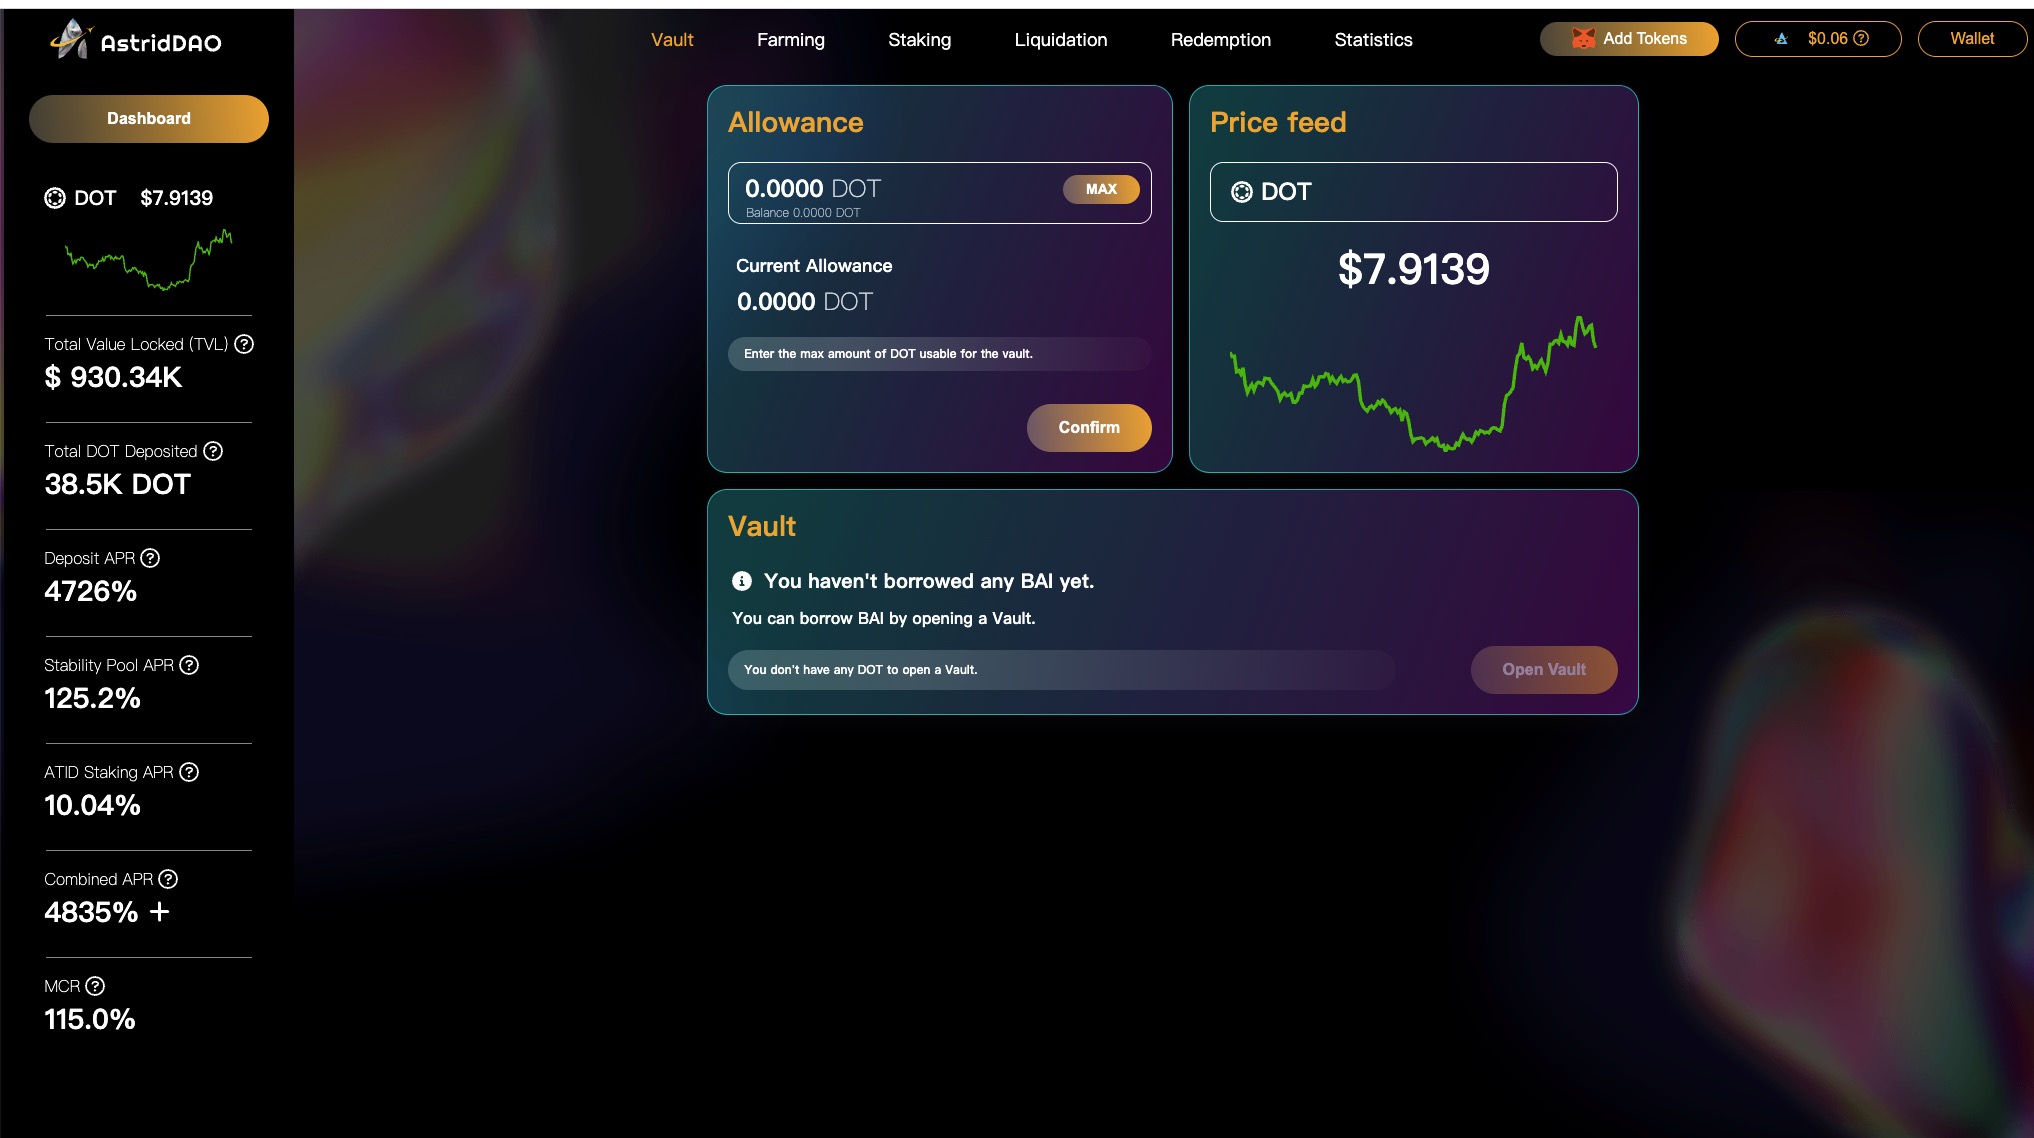 AstridDAO
Vault
Farming
Staking
Liquidation
Redemption
Statistics
Add Tokens
$0.06
Wallet
Dashboard
DOT $7.9139
Total Value Locked (TVL)
$ 930.34K
Total DOT Deposited
38.5K DOT
Deposit APR
4726%
Stability Pool APR
125.2%
ATID Staking APR
10.04%
Combined APR
4835% +
MCR
115.0%
Allowance
0.0000 DOT
MAX
Balance 0.0000 DOT
Current Allowance
0.0000 DOT
Enter the max amount of DOT usable for the vault.
Confirm
Price feed
DOT
$7.9139
Vault
You haven't borrowed any BAI yet.
You can borrow BAI by opening a Vault.
You don't have any DOT to open a Vault.
Open Vault